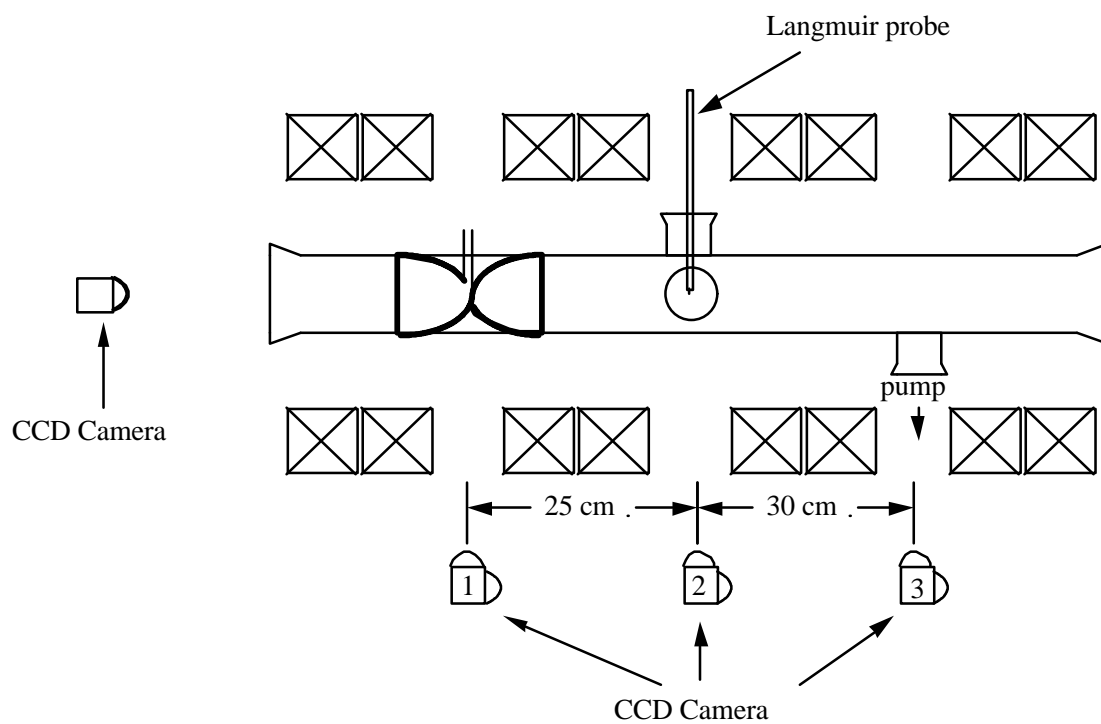 Langmuir probe
CCD Camera
pump
25 cm .
30 cm .
1
2
3
CCD Camera